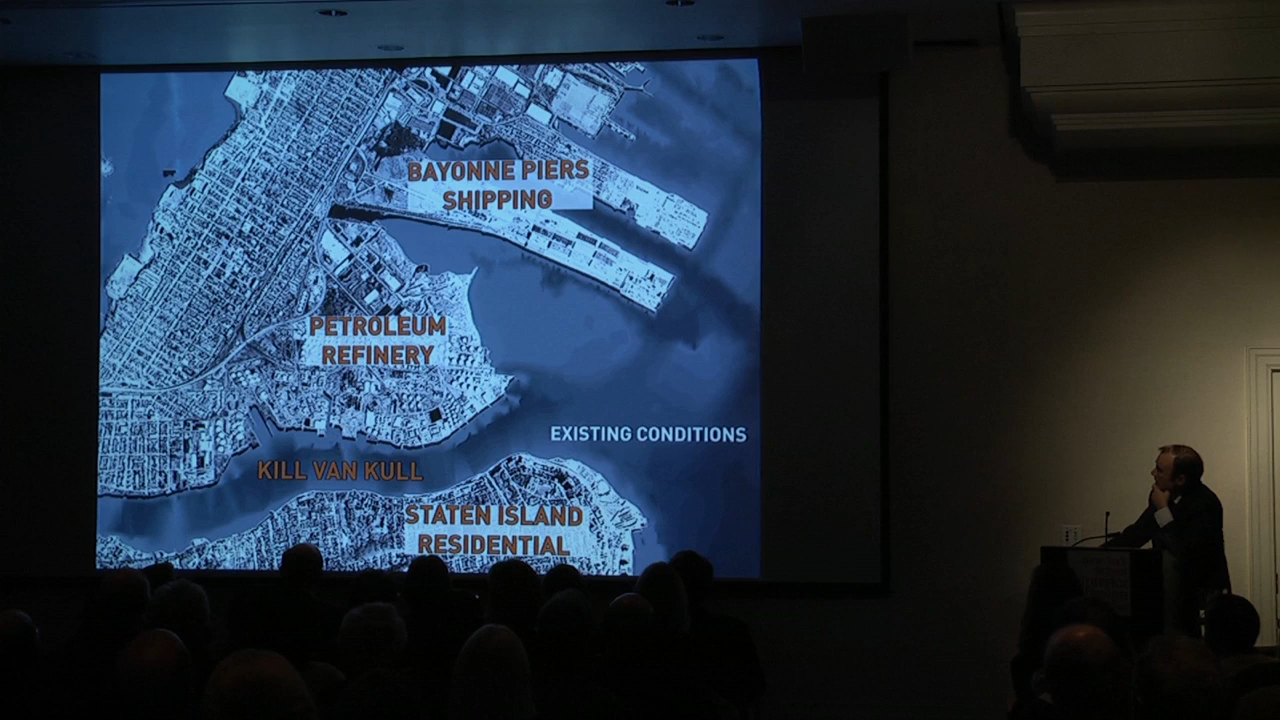 BAYONNE PIERS
SHIPPING
PETROLEUM
REFINERY
EXISTING CONDITIONS
KILL VAN KULL
STATEN ISLAND
RESIDENTIAL